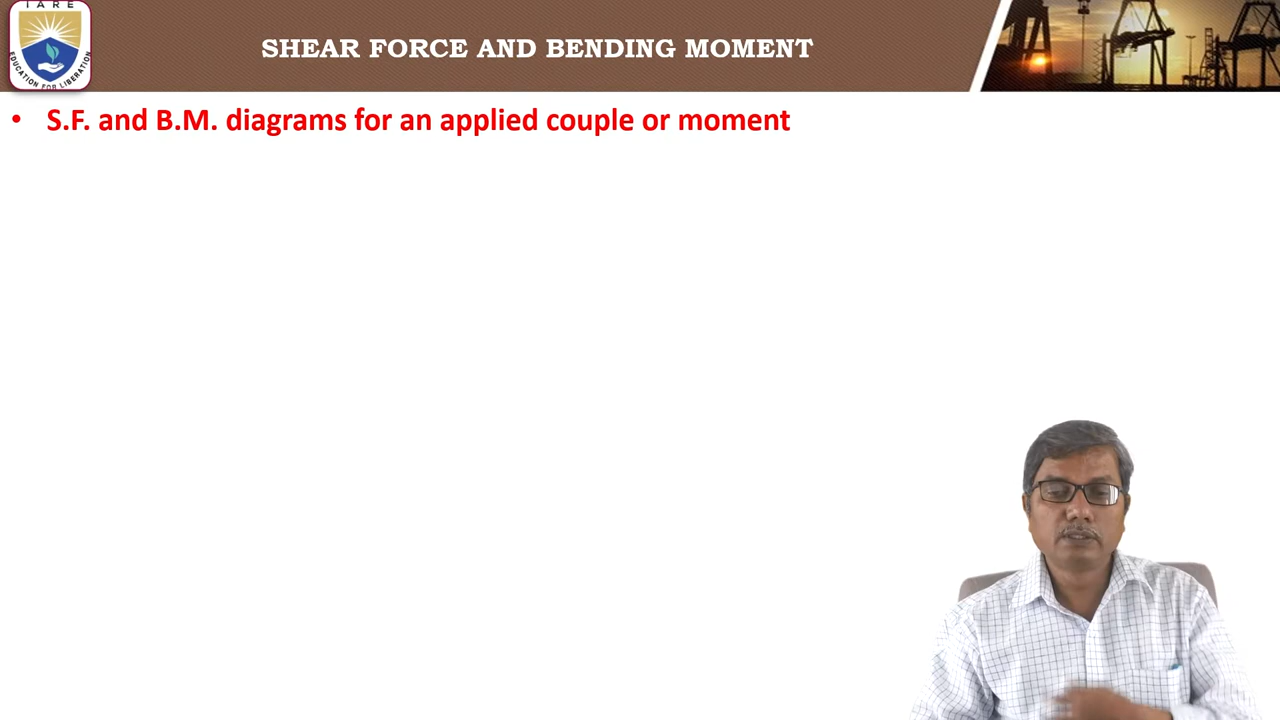 IARE
EDUCATION FOR LIBERATION
SHEAR FORCE AND BENDING MOMENT
• S.F. and B.M. diagrams for an applied couple or moment